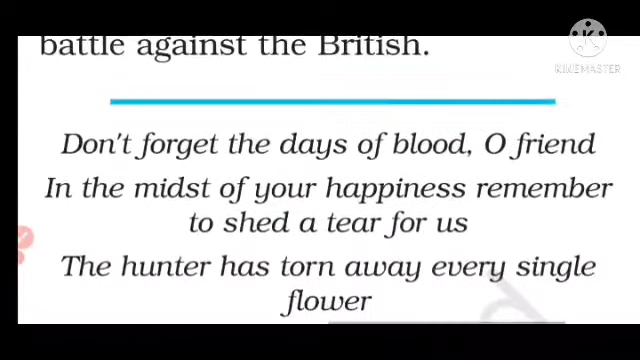 battle against the British.
KINEMASTER
Don't forget the days of blood, O friend
In the midst of your happiness remember
to shed a tear for us
The hunter has torn away every single
flower